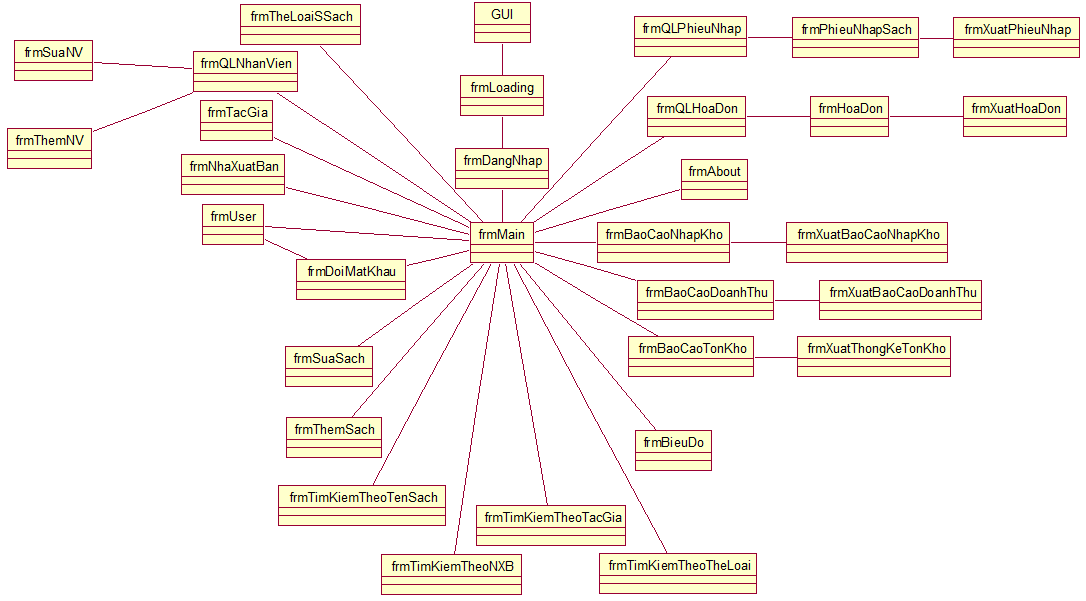 frmTheLoaiSSach
GUI
frmQLPhieuNhap
frmPhieuNhapSach
frmXuatPhieuNhap
frmSuaNV
frmQLNhanVien
frmLoading
frmTacGia
frmQLHoaDon
frmHoaDon
frmXuatHoaDon
frmThemNV
frmNhaXuatBan
frmDangNhap
frmAbout
frmUser
frmMain
frmBaoCaoNhapKho
frmXuatBaoCaoNhapKho
frmDoiMatKhau
frmBaoCaoDoanhThu
frmXuatBaoCaoDoanhThu
frmSuaSach
frmBaoCaoTonKho
frmXuatThongKeTonKho
frmThemSach
frmBieuDo
frmTimKiemTheoTenSach
frmTimKiemTheoTacGia
frmTimKiemTheoNXB
frmTimKiemTheoTheLoai